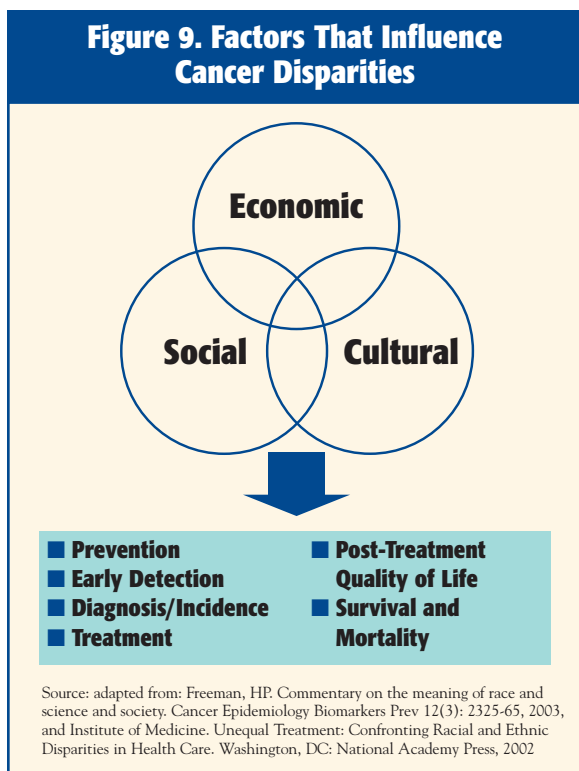 Figure 9. Factors That Influence
Cancer Disparities
Economic
Social
Cultural
■ Prevention
■ Early Detection
■ Diagnosis/Incidence
■ Treatment
■ Post-Treatment
Quality of Life
■ Survival and
Mortality
Source: adapted from: Freeman, HP. Commentary on the meaning of race and
science and society. Cancer Epidemiology Biomarkers Prev 12(3): 2325-65, 2003,
and Institute of Medicine. Unequal Treatment: Confronting Racial and Ethnic
Disparities in Health Care. Washington, DC: National Academy Press, 2002